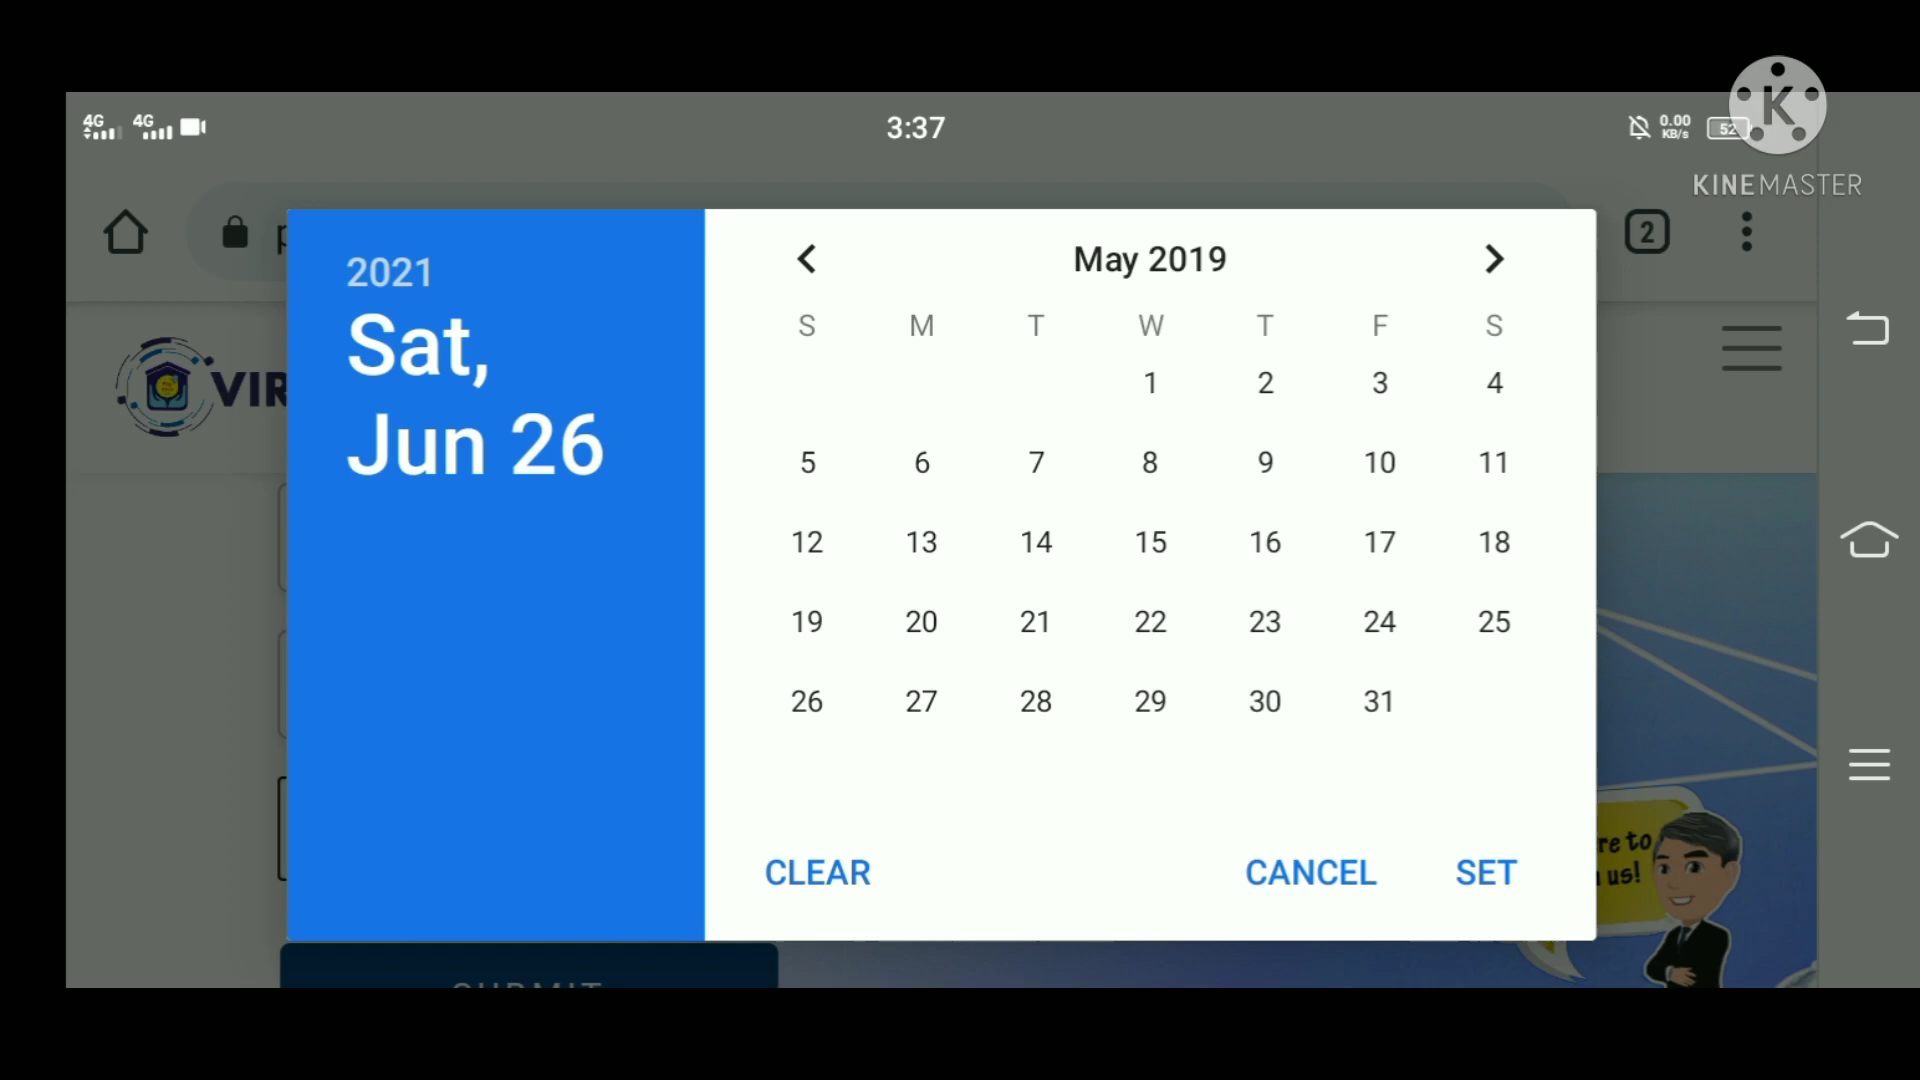 4G 4G 3:37 0.00 KB/s 52
K
KINEMASTER
2
2021
Sat,
Jun 26
May 2019
S M T W T F S
1 2 3 4
5 6 7 8 9 10 11
12 13 14 15 16 17 18
19 20 21 22 23 24 25
26 27 28 29 30 31
CLEAR CANCEL SET
VIR
re to
us!
SUBMIT